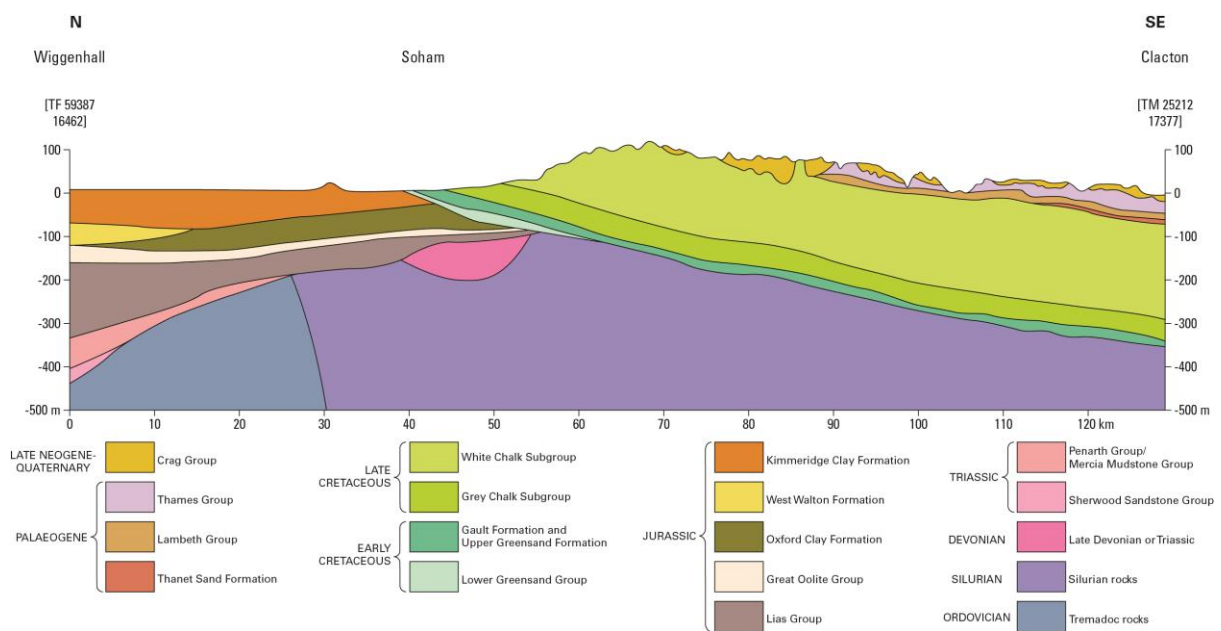 N
SE
Wiggenhall
Soham
Clacton
[TF 59387
16462]
[TM 25212
17377]
100
0
-100
-200
-300
-400
-500 m
100
0
-100
-200
-300
-400
-500 m
0
10
20
30
40
50
60
70
80
90
100
110
120 km
LATE NEOGENE-
QUATERNARY
Crag Group
PALAEOGENE
Thames Group
Lambeth Group
Thanet Sand Formation
LATE
CRETACEOUS
White Chalk Subgroup
Grey Chalk Subgroup
EARLY
CRETACEOUS
Gault Formation and
Upper Greensand Formation
Lower Greensand Group
JURASSIC
Kimmeridge Clay Formation
West Walton Formation
Oxford Clay Formation
Great Oolite Group
Lias Group
TRIASSIC
Penarth Group/
Mercia Mudstone Group
Sherwood Sandstone Group
DEVONIAN
Late Devonian or Triassic
SILURIAN
Silurian rocks
ORDOVICIAN
Tremadoc rocks